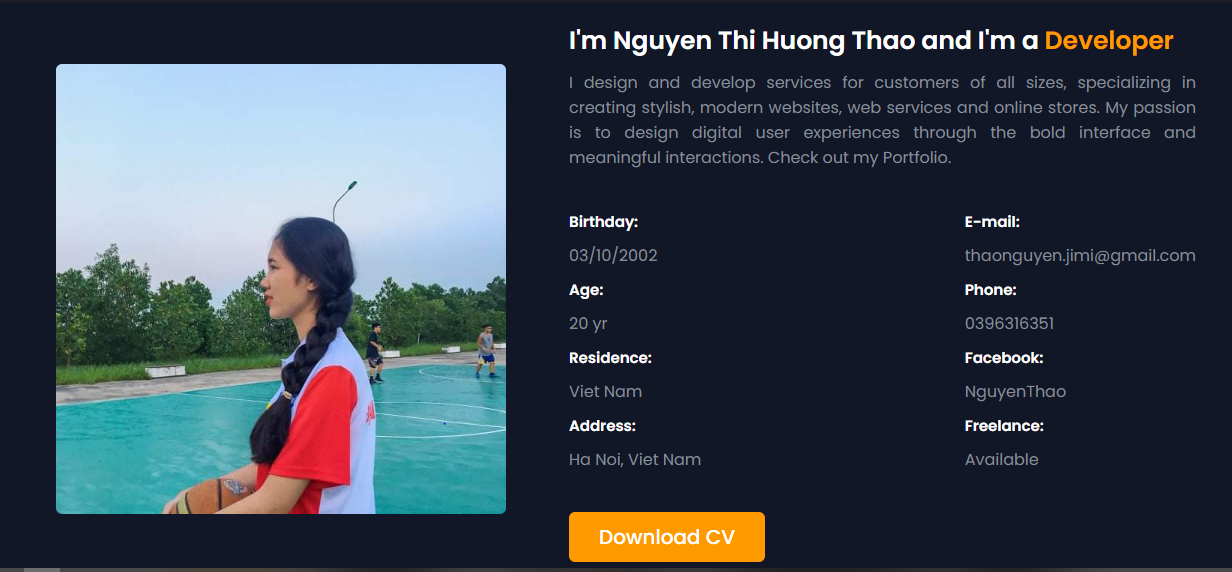 I'm Nguyen Thi Huong Thao and I'm a Developer
I design and develop services for customers of all sizes, specializing in
creating stylish, modern websites, web services and online stores. My passion
is to design digital user experiences through the bold interface and
meaningful interactions. Check out my Portfolio.
Birthday:
03/10/2002
Age:
20 yr
Residence:
Viet Nam
Address:
Ha Noi, Viet Nam
E-mail:
thaonguyen.jimi@gmail.com
Phone:
0396316351
Facebook:
NguyenThao
Freelance:
Available
Download CV